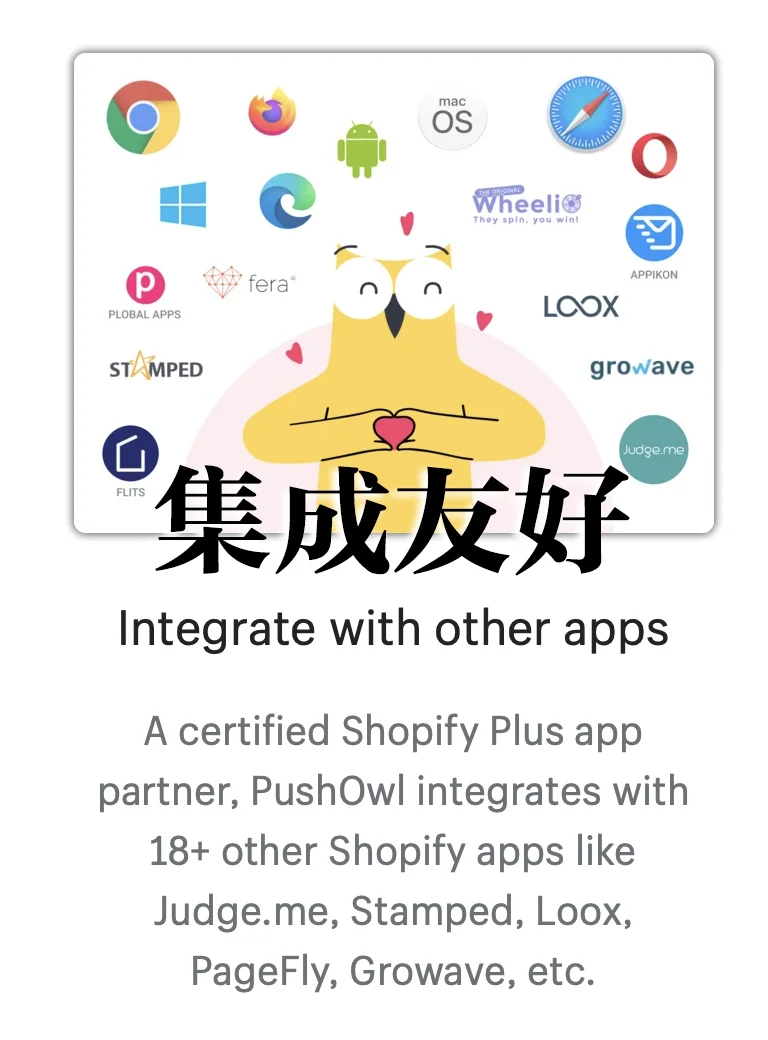 mac
OS
THE ORIGINAL
Wheelio
They spin, you win!
APPIKON
p
PLOBAL APPS
fera
LOOX
STAMPED
growave
Judge.me
FLITS
集成友好
Integrate with other apps
A certified Shopify Plus app
partner, PushOwl integrates with
18+ other Shopify apps like
Judge.me, Stamped, Loox,
PageFly, Growave, etc.